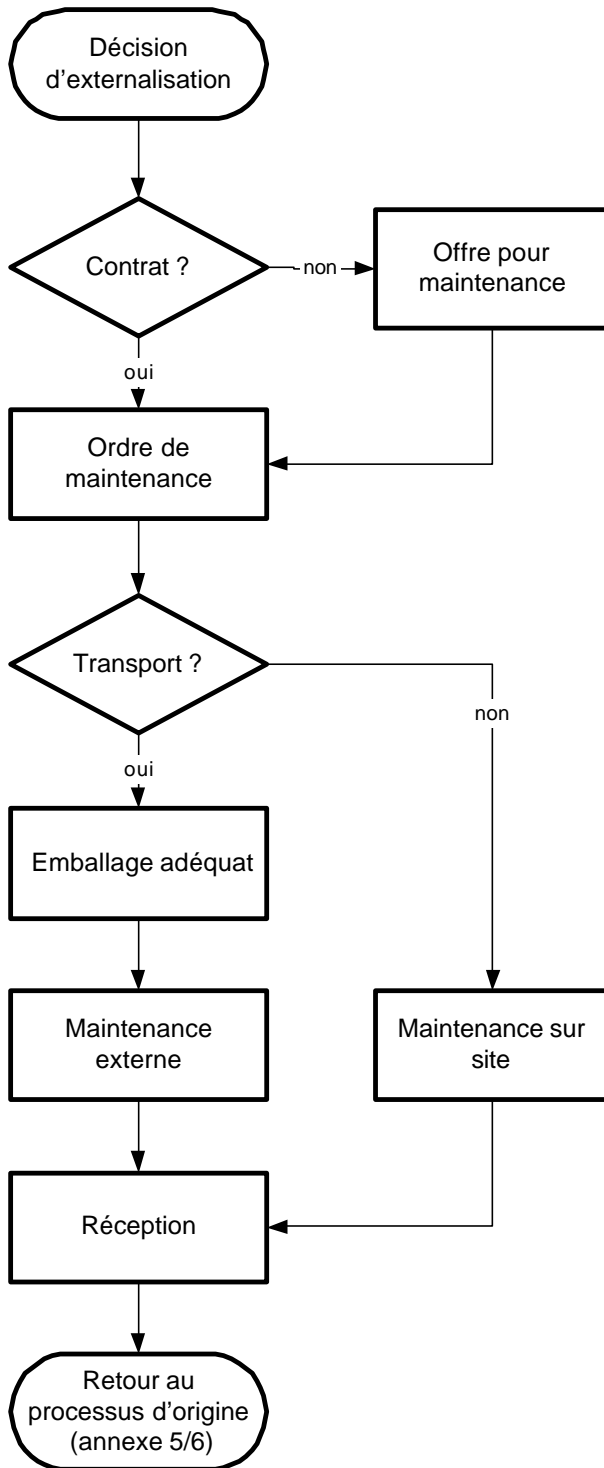 Décision
d'externalisation
Contrat ?
non
Offre pour
maintenance
oui
Ordre de
maintenance
Transport ?
non
oui
Emballage adéquat
Maintenance
externe
Maintenance sur
site
Réception
Retour au
processus d'origine
(annexe 5/6)